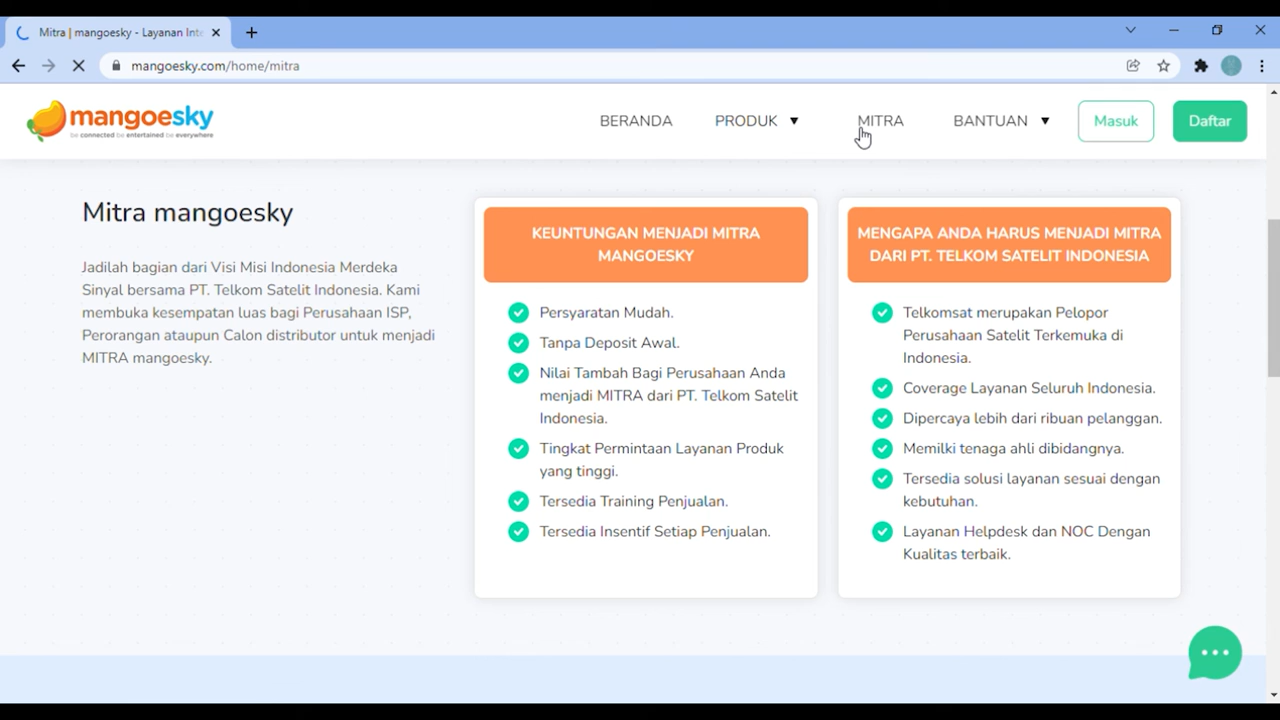 Mitra | mangoesky - Layanan Inte
mangoesky.com/home/mitra
mangoesky
be connected be entertained be everywhere
BERANDA
PRODUK ▼
MITRA
BANTUAN ▼
Masuk
Daftar
Mitra mangoesky
Jadilah bagian dari Visi Misi Indonesia Merdeka
Sinyal bersama PT. Telkom Satelit Indonesia. Kami
membuka kesempatan luas bagi Perusahaan ISP,
Perorangan ataupun Calon distributor untuk menjadi
MITRA mangoesky.
KEUNTUNGAN MENJADI MITRA
MANGOESKY
Persyaratan Mudah.
Tanpa Deposit Awal.
Nilai Tambah Bagi Perusahaan Anda
menjadi MITRA dari PT. Telkom Satelit
Indonesia.
Tingkat Permintaan Layanan Produk
yang tinggi.
Tersedia Training Penjualan.
Tersedia Insentif Setiap Penjualan.
MENGAPA ANDA HARUS MENJADI MITRA
DARI PT. TELKOM SATELIT INDONESIA
Telkomsat merupakan Pelopor
Perusahaan Satelit Terkemuka di
Indonesia.
Coverage Layanan Seluruh Indonesia.
Dipercaya lebih dari ribuan pelanggan.
Memilki tenaga ahli dibidangnya.
Tersedia solusi layanan sesuai dengan
kebutuhan.
Layanan Helpdesk dan NOC Dengan
Kualitas terbaik.